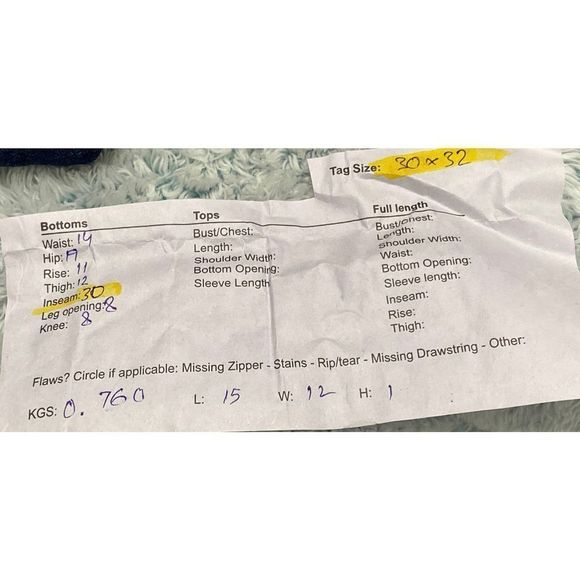 Tag Size: 30 x 32
Bottoms
Waist: 14
Hip:
Rise: 11
Thigh: 12
Inseam: 30
Leg opening: 8
Knee: 8
Tops
Bust/Chest:
Length:
Shoulder Width:
Bottom Opening:
Sleeve Length
Full length
Bust/chest:
Length:
Shoulder Width:
Waist:
Bottom Opening:
Sleeve length:
Inseam:
Rise:
Thigh:
Flaws? Circle if applicable: Missing Zipper - Stains - Rip/tear - Missing Drawstring - Other:
KGS: 0.760 L: 15 W: 12 H: 1